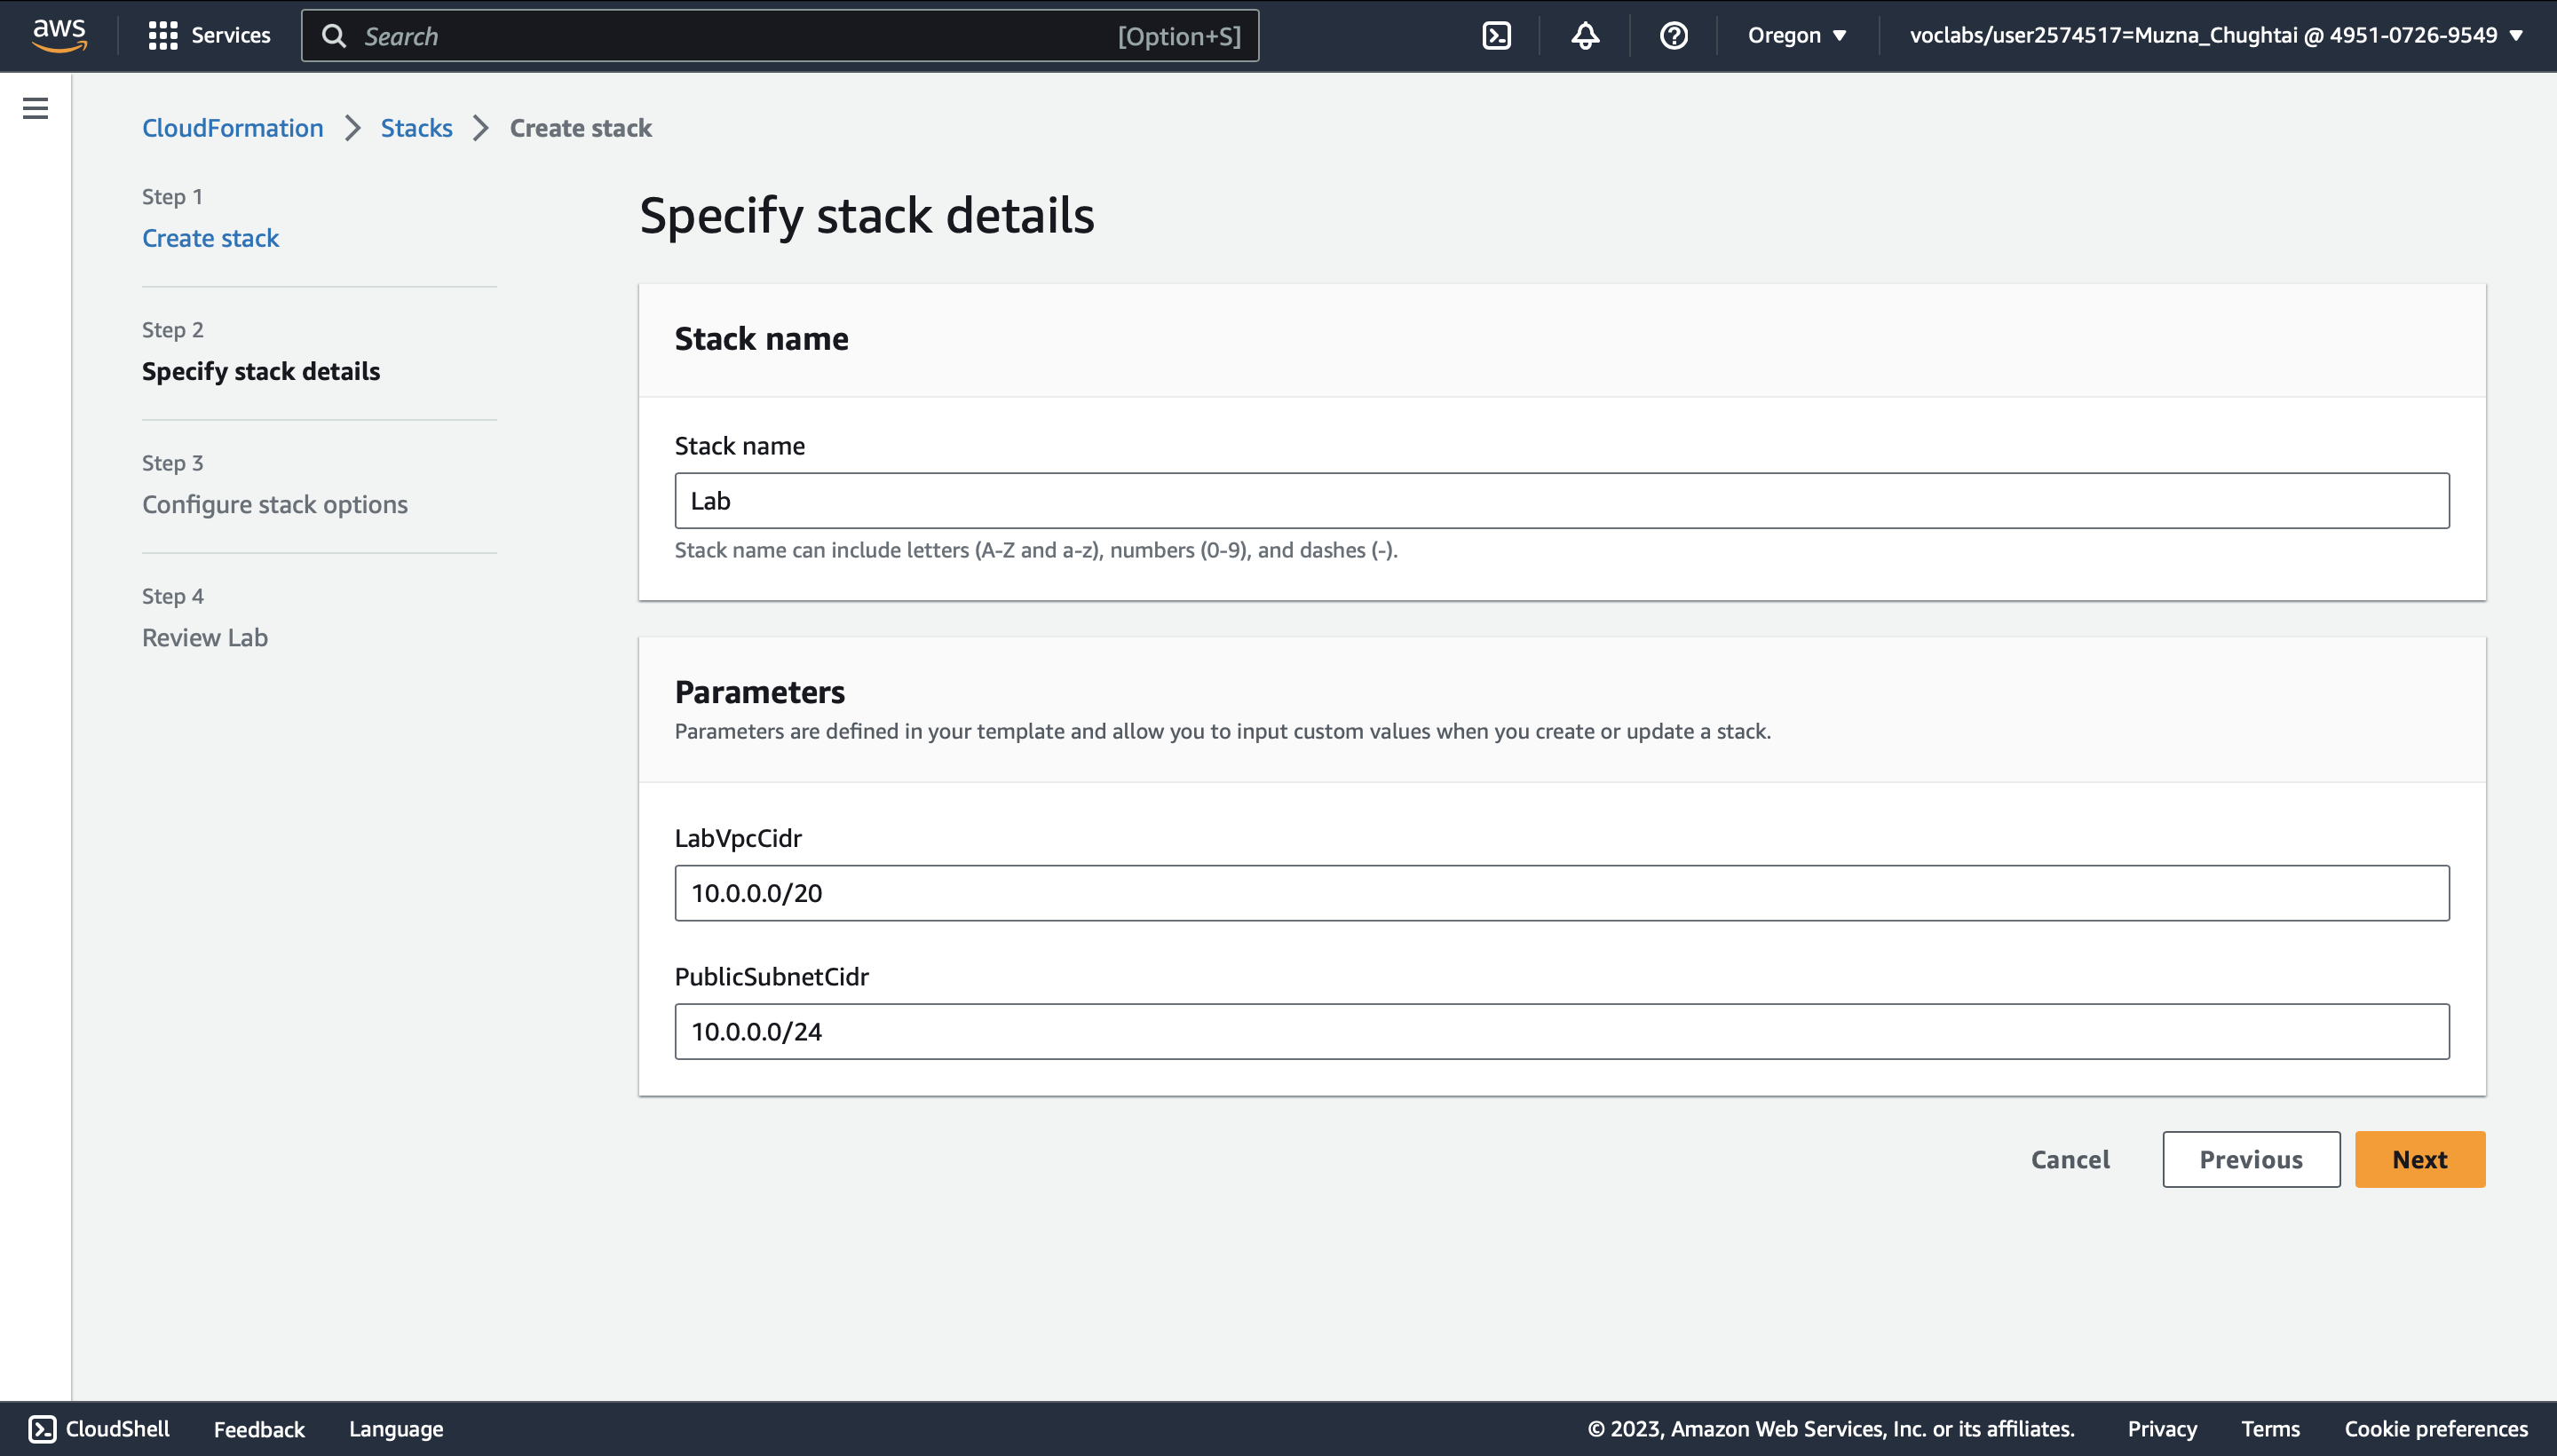 aws
Services
Search
[Option+S]
Oregon
voclabs/user2574517=Muzna_Chughtai @ 4951-0726-9549
CloudFormation
Stacks
Create stack
Step 1
Create stack
Step 2
Specify stack details
Step 3
Configure stack options
Step 4
Review Lab
Specify stack details
Stack name
Stack name
Lab
Stack name can include letters (A-Z and a-z), numbers (0-9), and dashes (-).
Parameters
Parameters are defined in your template and allow you to input custom values when you create or update a stack.
LabVpcCidr
10.0.0.0/20
PublicSubnetCidr
10.0.0.0/24
Cancel
Previous
Next
CloudShell
Feedback
Language
© 2023, Amazon Web Services, Inc. or its affiliates.
Privacy
Terms
Cookie preferences